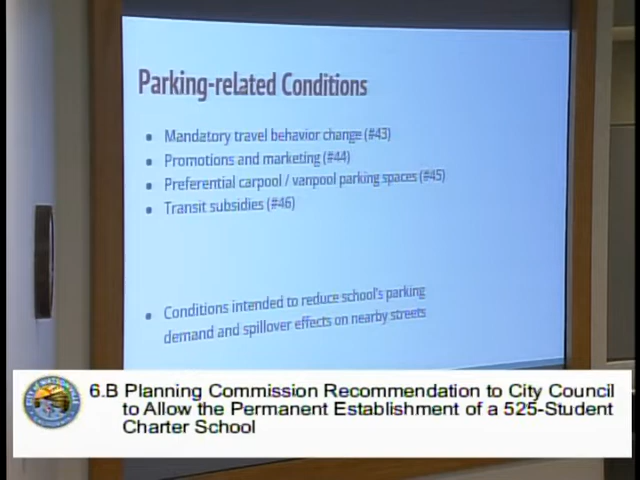 Parking-related Conditions
• Mandatory travel behavior change (#43)
• Promotions and marketing (#44)
• Preferential carpool / vanpool parking spaces (#45)
• Transit subsidies (#46)
• Conditions intended to reduce school's parking
demand and spillover effects on nearby streets
6.B Planning Commission Recommendation to City Council
to Allow the Permanent Establishment of a 525-Student
Charter School